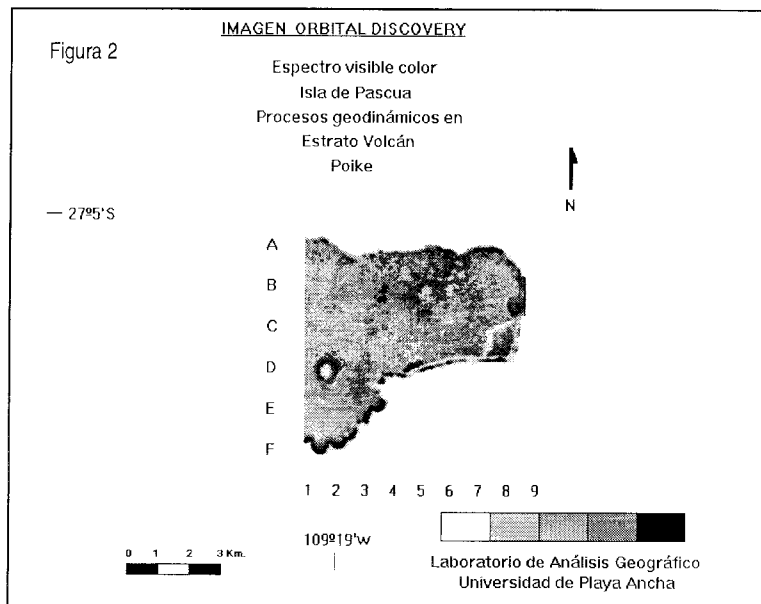 IMAGEN ORBITAL DISCOVERY
Figura 2
Espectro visible color
Isla de Pascua
Procesos geodinámicos en
Estrato Volcán
Poike
N
— 27º5'S
A
B
C
D
E
F
1 2 3 4 5 6 7 8 9
109º19'W
0 1 2 3 Km.
Laboratorio de Análisis Geográfico
Universidad de Playa Ancha